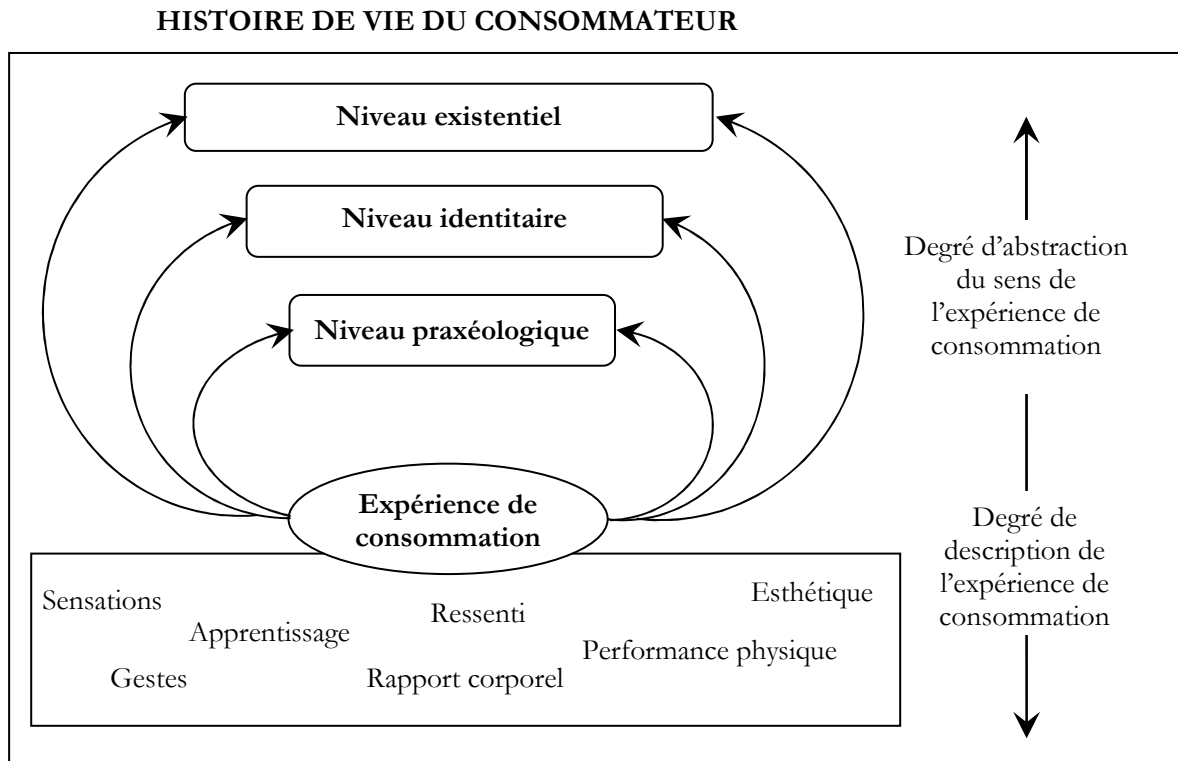 HISTOIRE DE VIE DU CONSOMMATEUR
Niveau existentiel
Niveau identitaire
Niveau praxéologique
Expérience de
consommation
Sensations
Apprentissage
Gestes
Ressenti
Rapport corporel
Esthétique
Performance physique
Degré d’abstraction
du sens de
l’expérience de
consommation
Degré de
description de
l’expérience de
consommation